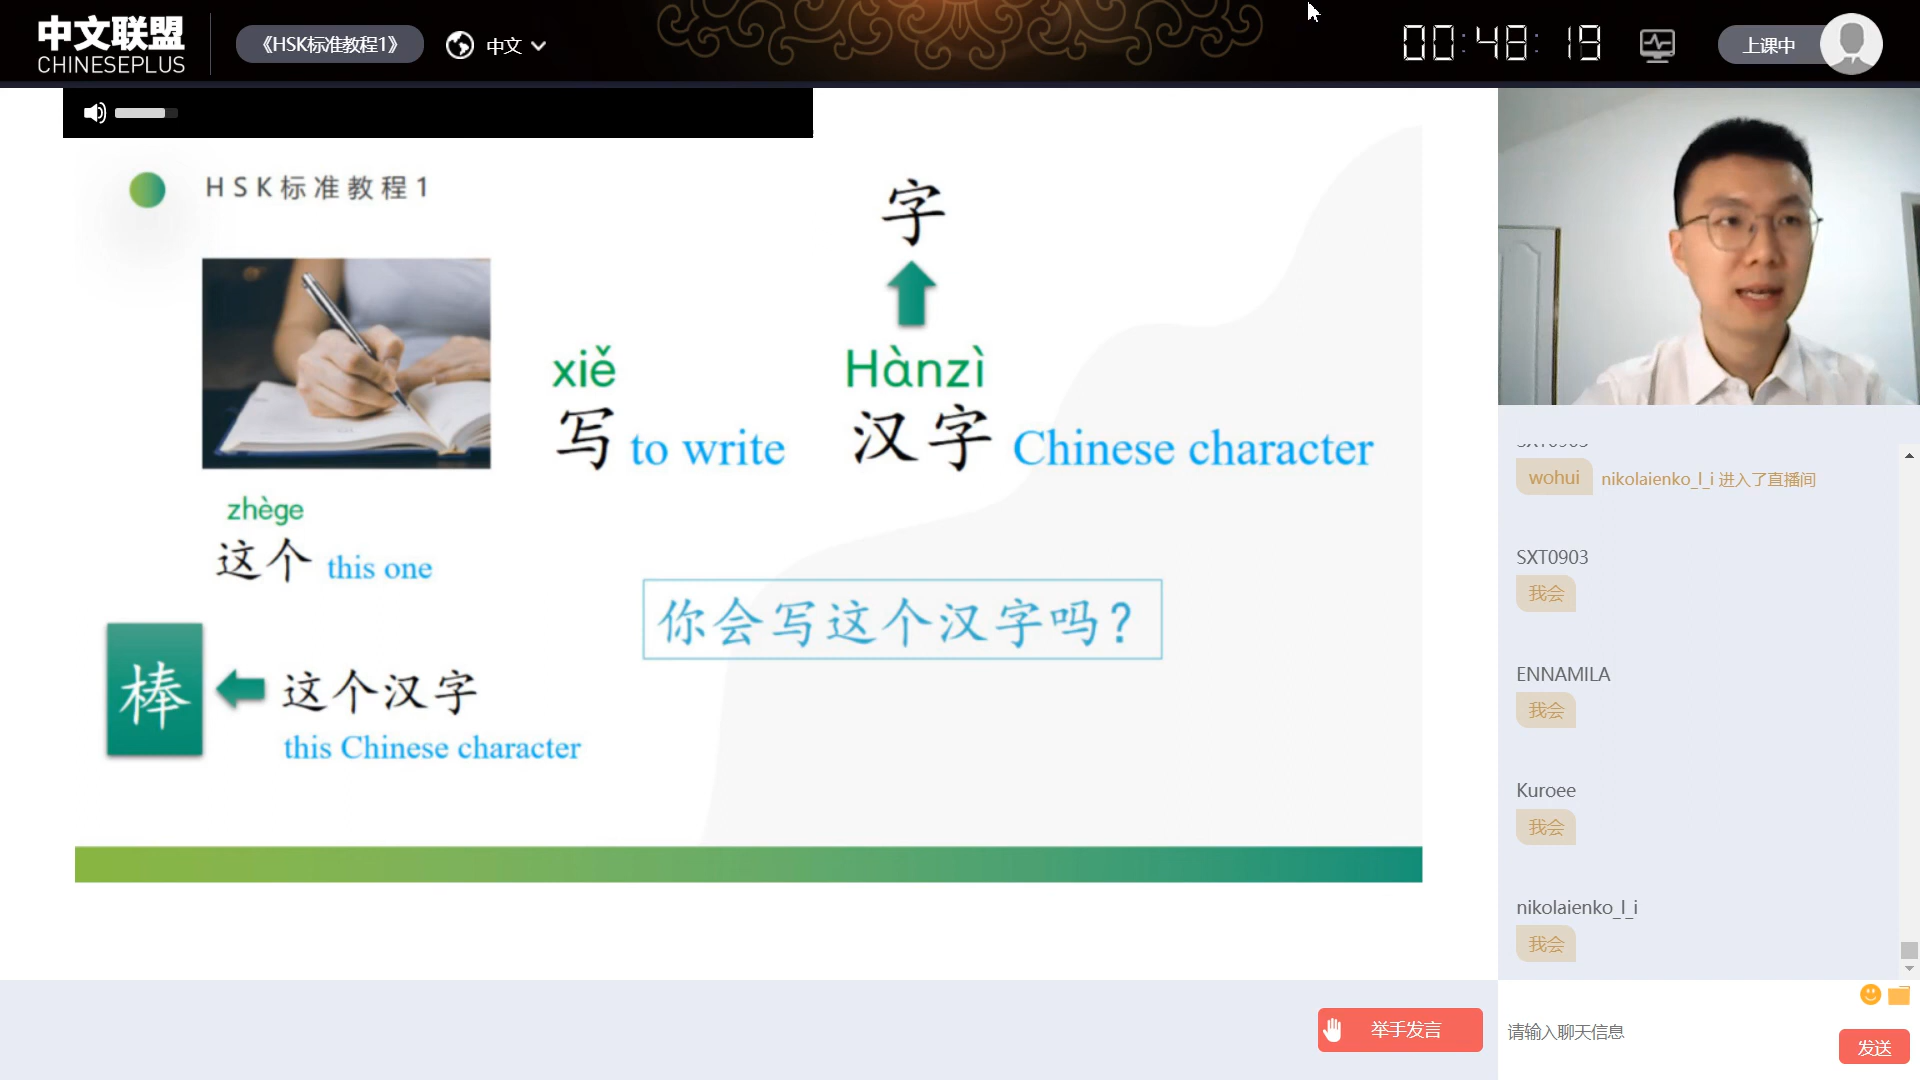 中文联盟
CHINESEPLUS
《HSK标准教程1》
中文
00:48:19
上课中
HSK标准教程1
字
xiě
写 to write
Hànzì
汉字 Chinese character
zhège
这个 this one
你会写这个汉字吗？
棒
这个汉字
this Chinese character
wohui
nikolaienko_l_i 进入了直播间
SXT0903
我会
ENNAMILA
我会
Kuroee
我会
nikolaienko_l_i
我会
举手发言
请输入聊天信息
发送